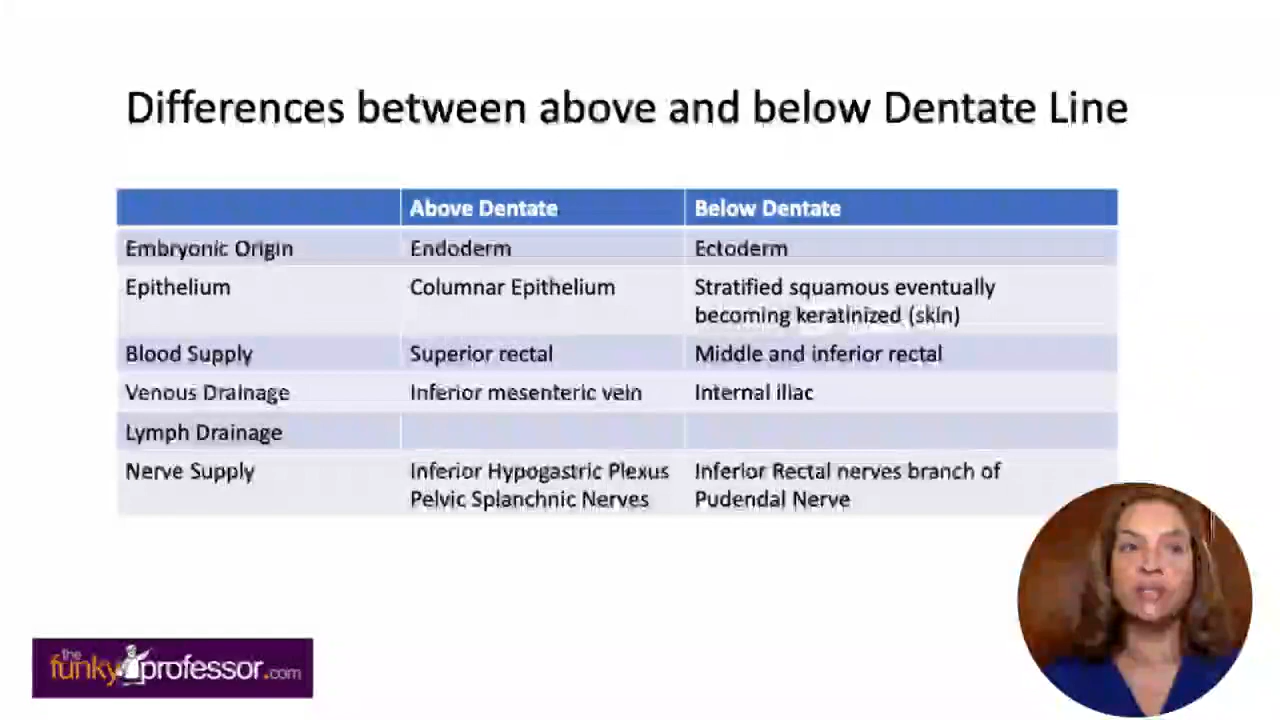 Differences between above and below Dentate Line
Above Dentate Below Dentate
Embryonic Origin Endoderm Ectoderm
Epithelium Columnar Epithelium Stratified squamous eventually
becoming keratinized (skin)
Blood Supply Superior rectal Middle and inferior rectal
Venous Drainage Inferior mesenteric vein Internal iliac
Lymph Drainage
Nerve Supply Inferior Hypogastric Plexus Inferior Rectal nerves branch of
Pelvic Splanchnic Nerves Pudendal Nerve
the
funky professor.com